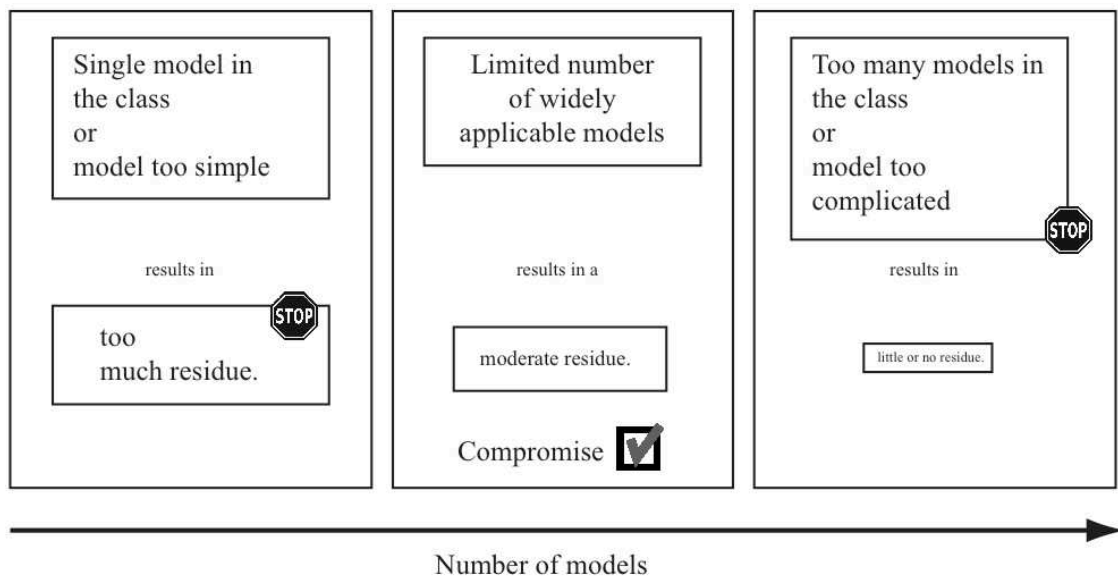 Single model in
the class
or
model too simple
results in
STOP
too
much residue.
Limited number
of widely
applicable models
results in a
moderate residue.
Compromise
Too many models in
the class
or
model too
complicated
STOP
results in
little or no residue.
Number of models